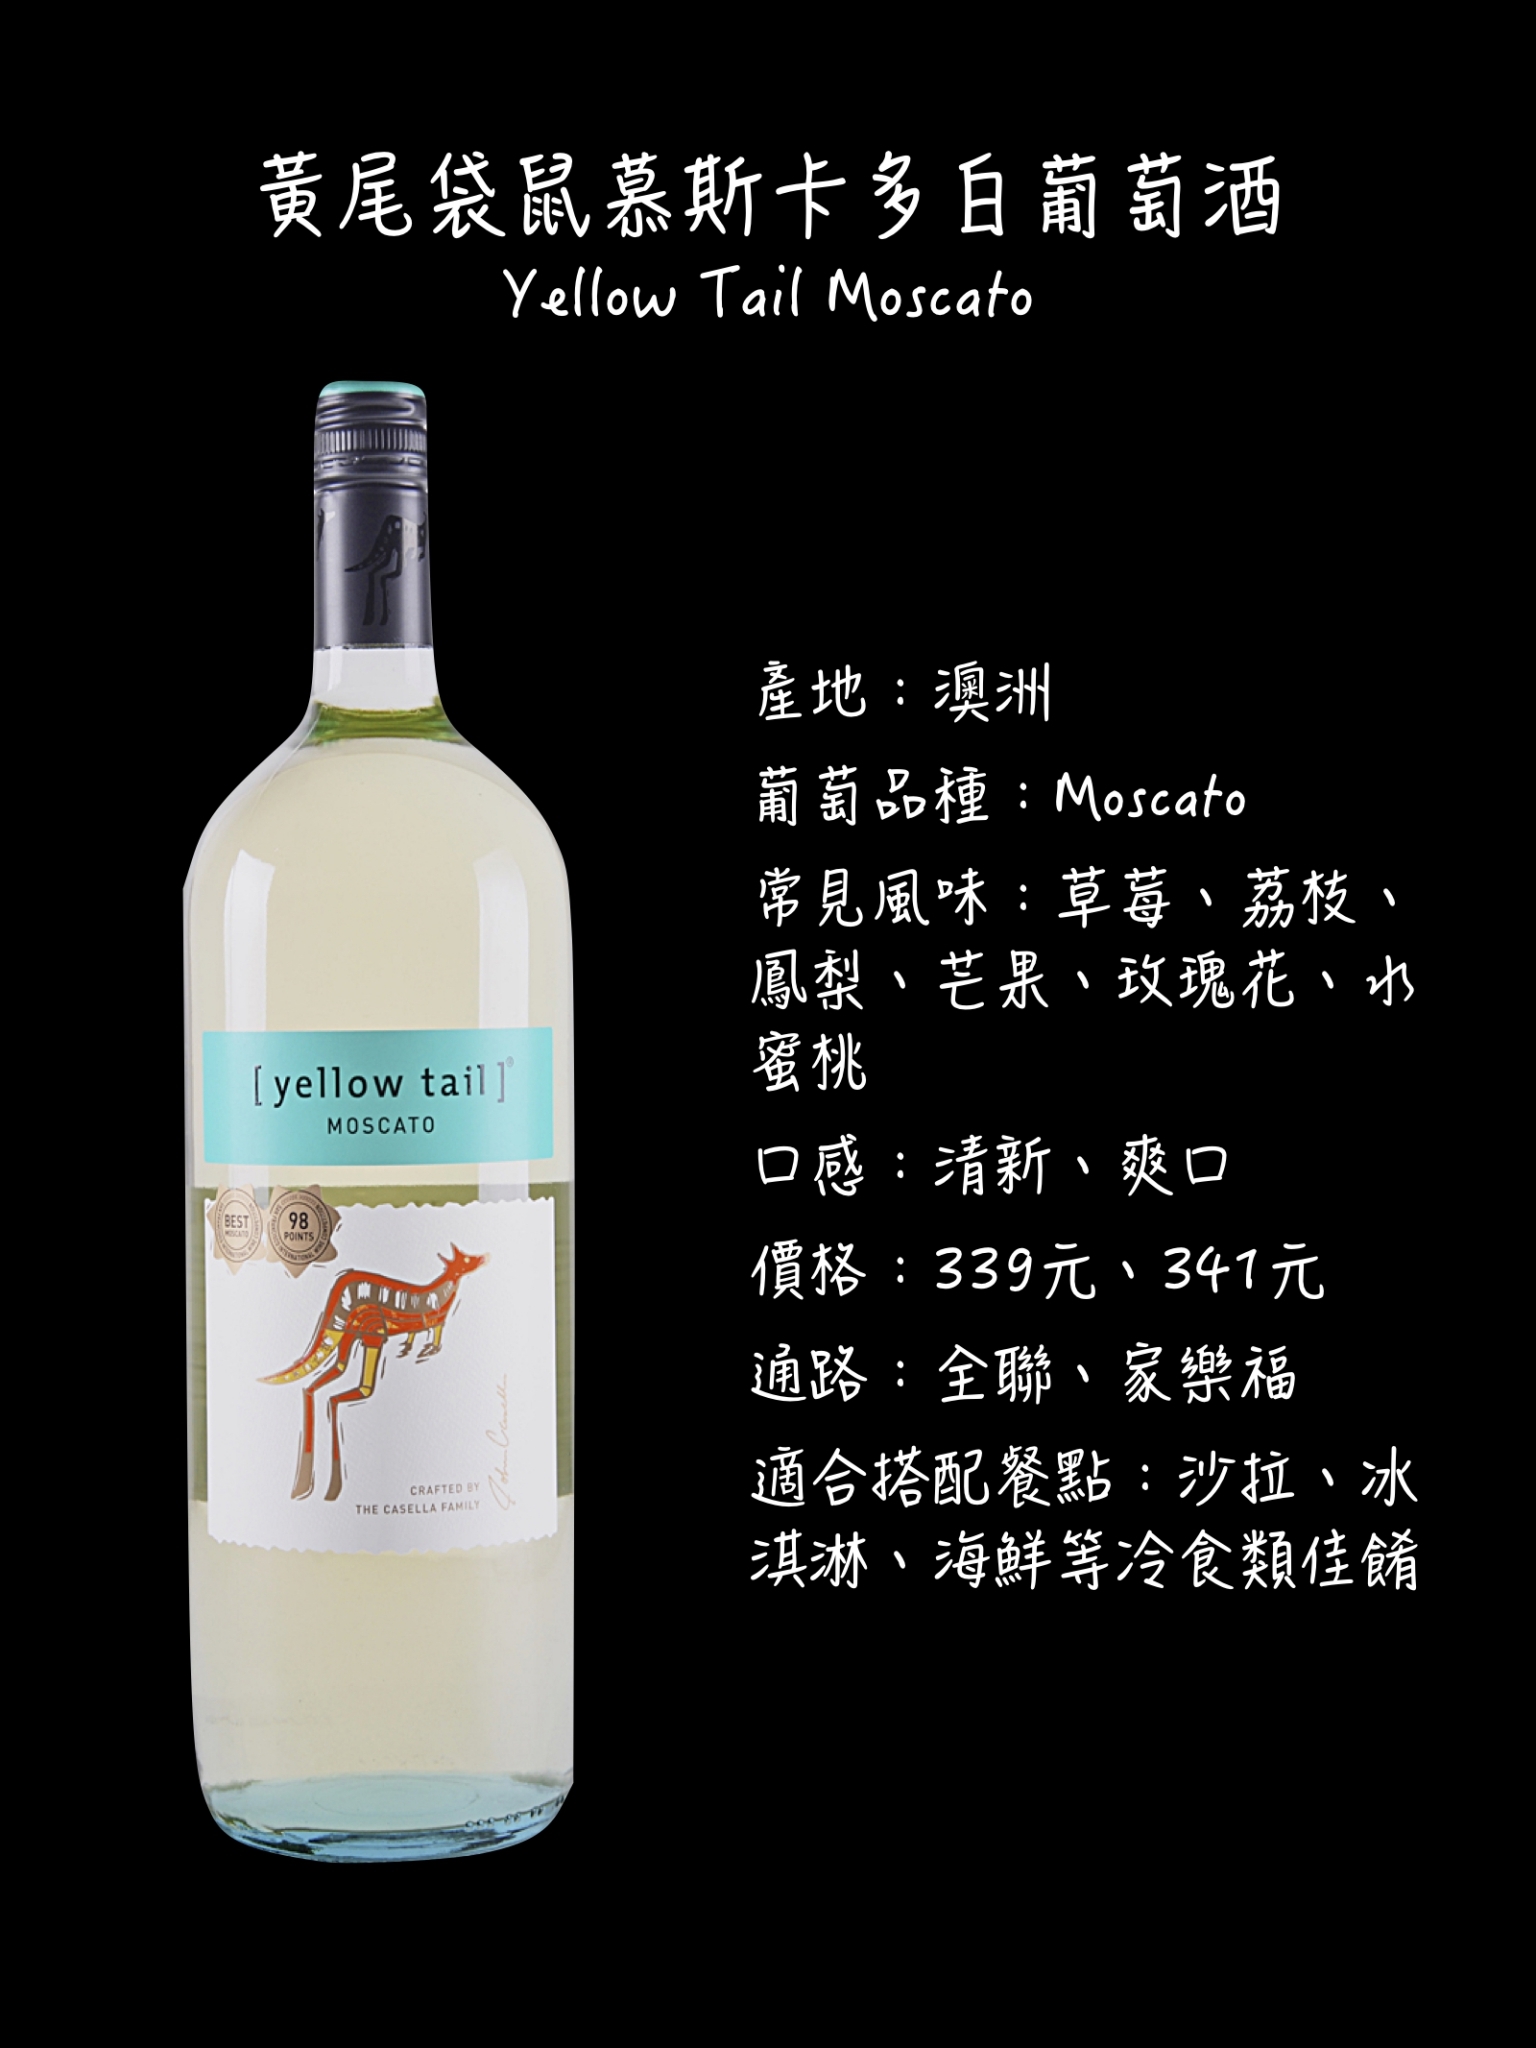 黃尾袋鼠慕斯卡多白葡萄酒
Yellow Tail Moscato
產地：澳洲
葡萄品種：Moscato
常見風味：草莓、荔枝、
鳳梨、芒果、玫瑰花、水
蜜桃
口感：清新、爽口
價格：339元、341元
通路：全聯、家樂福
適合搭配餐點：沙拉、冰
淇淋、海鮮等冷食類佳餚
[ yellow tail ]®
MOSCATO
BEST
MOSCATO
98
POINTS
CRAFTED BY
THE CASELLA FAMILY